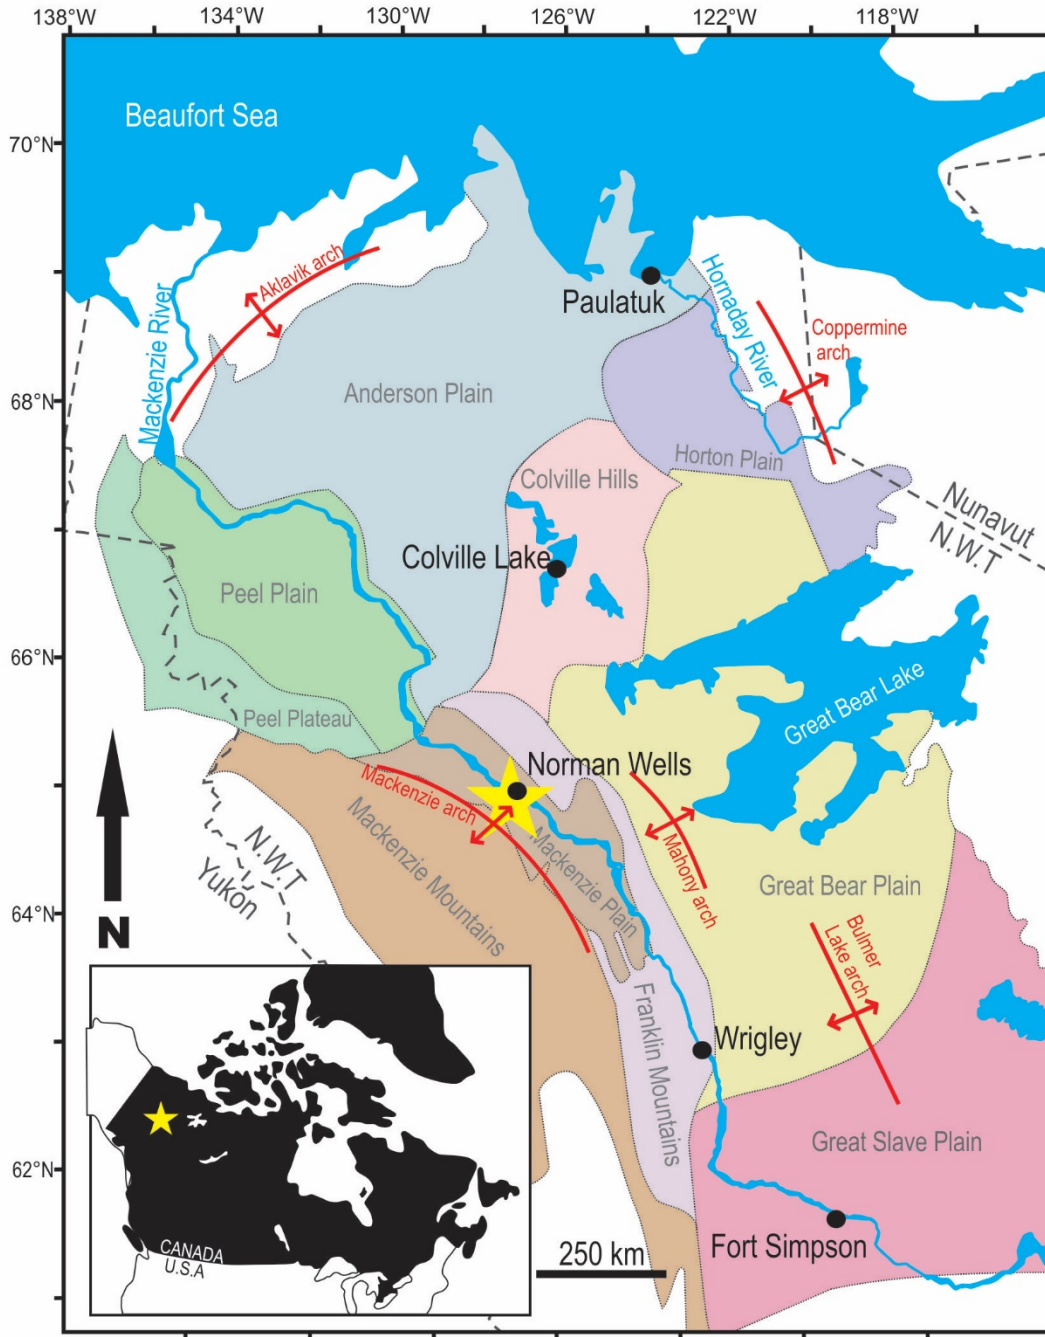 138°W
134°W
130°W
126°W
122°W
118°W
70°N
68°N
66°N
64°N
62°N
Beaufort Sea
Mackenzie River
Aklavik arch
Paulatuk
Hornaday River
Coppermine
arch
Anderson Plain
Horton Plain
Colville Hills
Nunavut
N.W.T
Colville Lake
Peel Plain
Peel Plateau
Great Bear Lake
Norman Wells
Mackenzie arch
Mackenzie Mountains
Mackenzie Plain
Mahony arch
Great Bear Plain
N.W.T
Yukon
N
Bulmer
Lake arch
Franklin Mountains
Wrigley
Great Slave Plain
Fort Simpson
250 km
CANADA
U.S.A